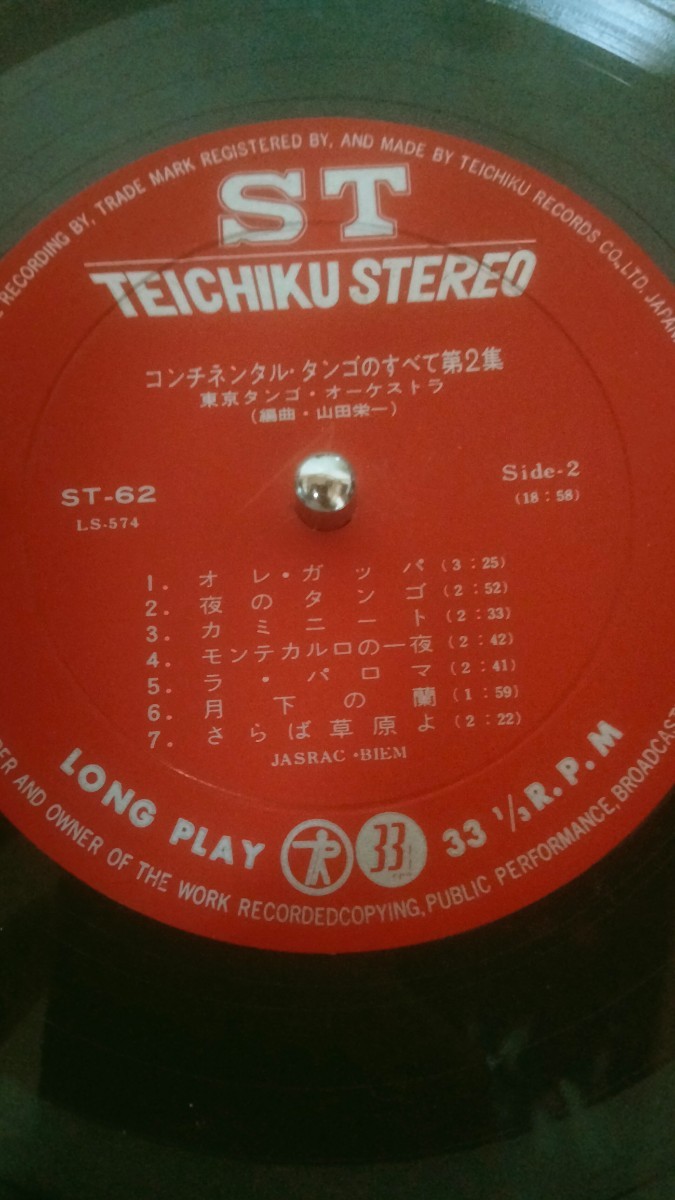 RECORDING BY, TRADE MARK REGISTERED BY, AND MADE BY TEICHIKU RECORDS CO., LTD. JAPAN
ST
TEICHIKU STEREO
コンチネンタル・タンゴのすべて第2集
東京タンゴ・オーケストラ
(編曲・山田栄一)
ST-62
LS-574
Side-2
(18:58)
1. オレ・ガッパ (3:25)
2. 夜のタンゴ (2:52)
3. カミニート (2:33)
4. モンテカルロの一夜 (2:42)
5. ラ・パロマ (2:41)
6. 月下の蘭 (1:59)
7. さらば草原よ (2:22)
JASRAC・BIEM
LONG PLAY
33
33 1/3 R.P.M
AND OWNER OF THE WORK RECORDEDCOPYING, PUBLIC PERFORMANCE, BROADCAST